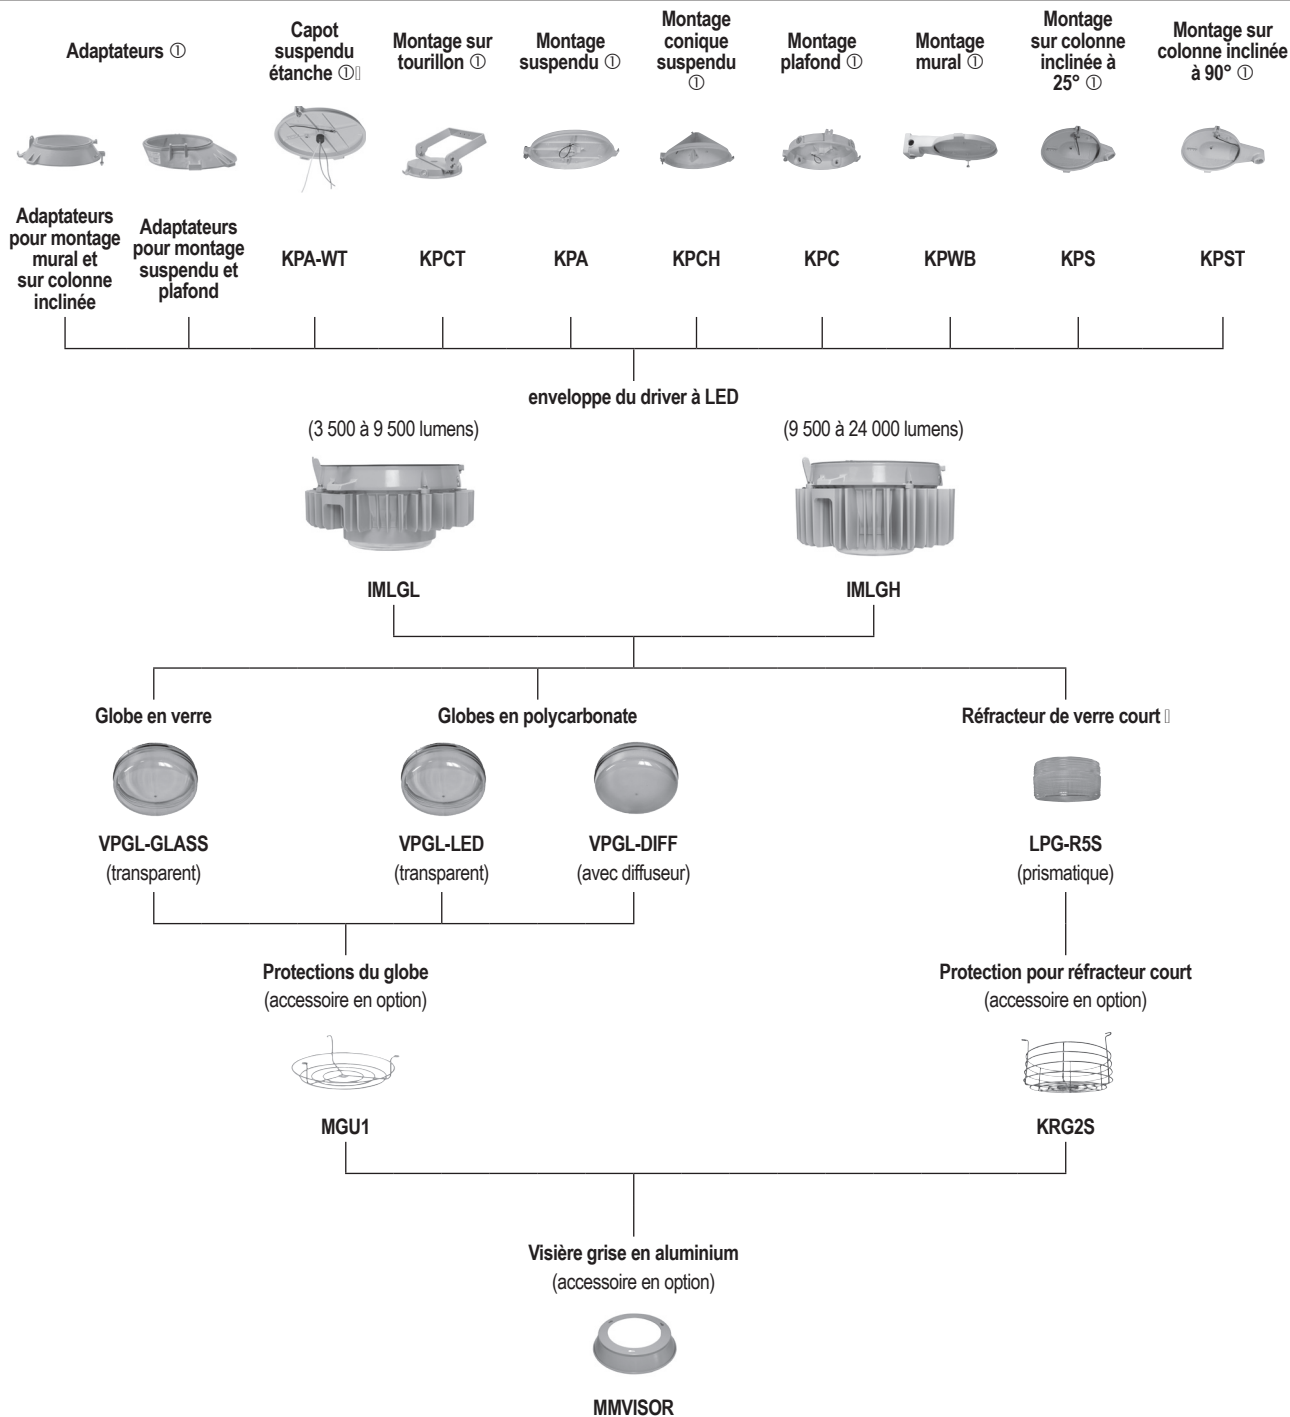 Adaptateurs ①
Capot
suspendu
étanche ①
Montage sur
tourillon ①
Montage
suspendu ①
Montage
conique
suspendu
①
Montage
plafond ①
Montage
mural ①
Montage
sur colonne
inclinée à
25° ①
Montage sur
colonne inclinée
à 90° ①
Adaptateurs
pour montage
mural et
sur colonne
inclinée
Adaptateurs
pour montage
suspendu et
plafond
KPA-WT
KPCT
KPA
KPCH
KPC
KPWB
KPS
KPST
enveloppe du driver à LED
(3 500 à 9 500 lumens)
(9 500 à 24 000 lumens)
IMLGL
IMLGH
Globe en verre
Globes en polycarbonate
Réfracteur de verre court
VPGL-GLASS
(transparent)
VPGL-LED
(transparent)
VPGL-DIFF
(avec diffuseur)
LPG-R5S
(prismatique)
Protections du globe
(accessoire en option)
Protection pour réfracteur court
(accessoire en option)
MGU1
KRG2S
Visière grise en aluminium
(accessoire en option)
MMVISOR